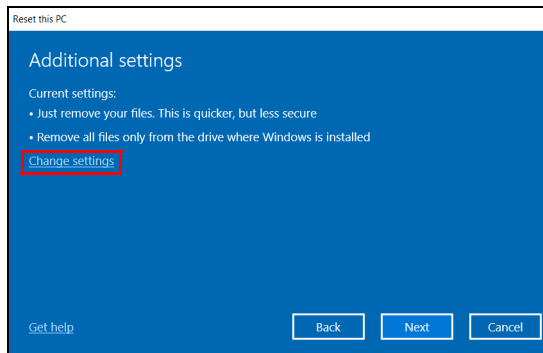 Reset this PC
Additional settings
Current settings:
• Just remove your files. This is quicker, but less secure
• Remove all files only from the drive where Windows is installed
Change settings
Get help
Back
Next
Cancel